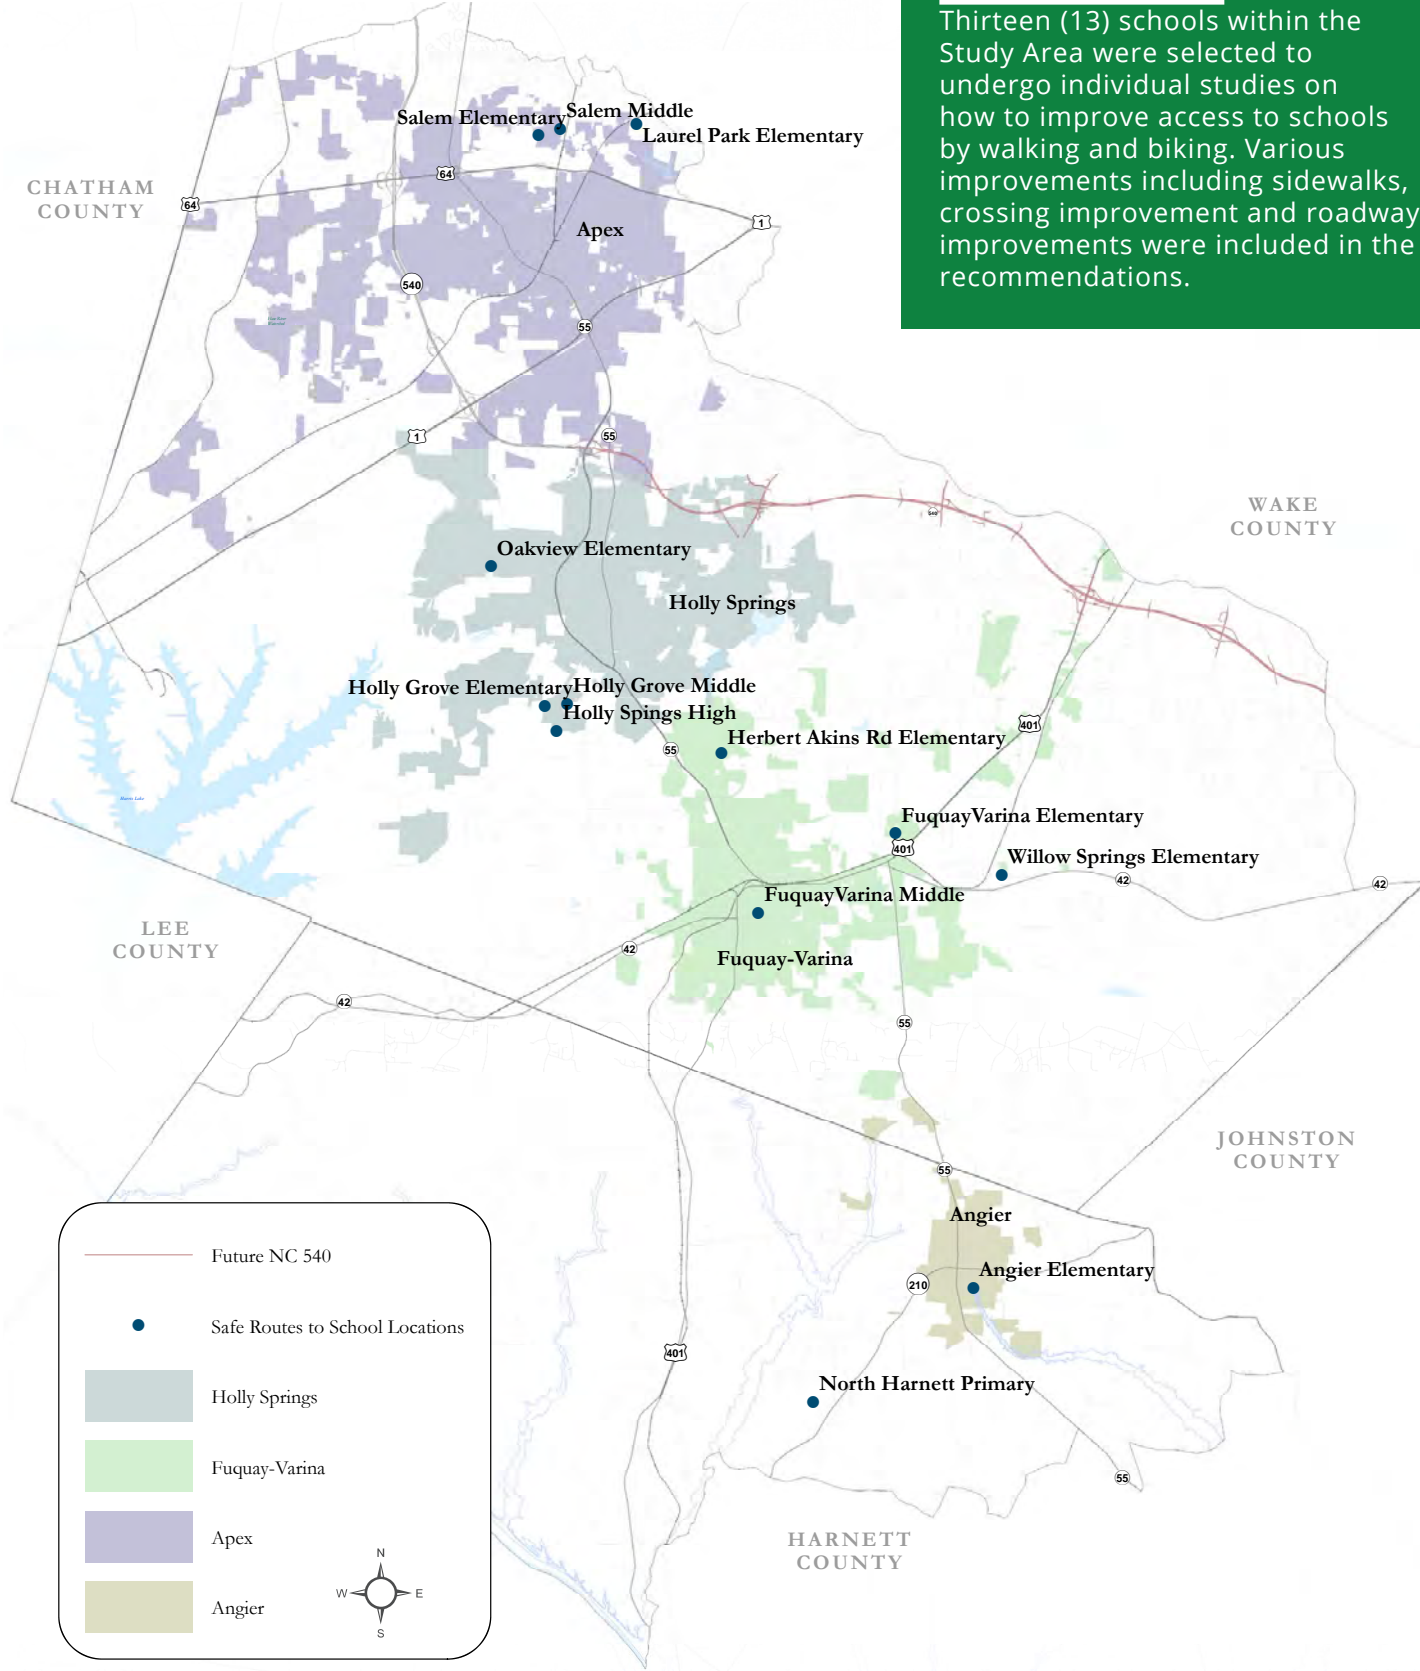 Thirteen (13) schools within the
Study Area were selected to
undergo individual studies on
how to improve access to schools
by walking and biking. Various
improvements including sidewalks,
crossing improvement and roadway
improvements were included in the
recommendations.
Salem Elementary
Salem Middle
Laurel Park Elementary
CHATHAM
COUNTY
64
64
1
Apex
540
55
1
55
WAKE
COUNTY
540
Oakview Elementary
Holly Springs
Holly Grove Elementary
Holly Grove Middle
Holly Spings High
401
Herbert Akins Rd Elementary
55
Harris Lake
FuquayVarina Elementary
401
Willow Springs Elementary
42
42
FuquayVarina Middle
LEE
COUNTY
42
Fuquay-Varina
42
55
JOHNSTON
COUNTY
55
Angier
Angier Elementary
210
401
North Harnett Primary
55
HARNETT
COUNTY
Future NC 540
Safe Routes to School Locations
Holly Springs
Fuquay-Varina
Apex
Angier
N
W
E
S